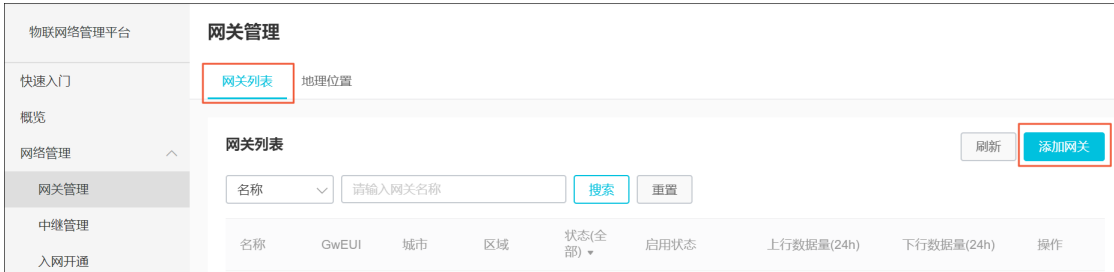 物联网络管理平台
网关管理
快速入门
网关列表 地理位置
概览
网络管理
网关列表
刷新 添加网关
网关管理
名称 请输入网关名称 搜索 重置
中继管理
名称 GwEUI 城市 区域 状态(全部) 启用状态 上行数据量(24h) 下行数据量(24h) 操作
入网开通